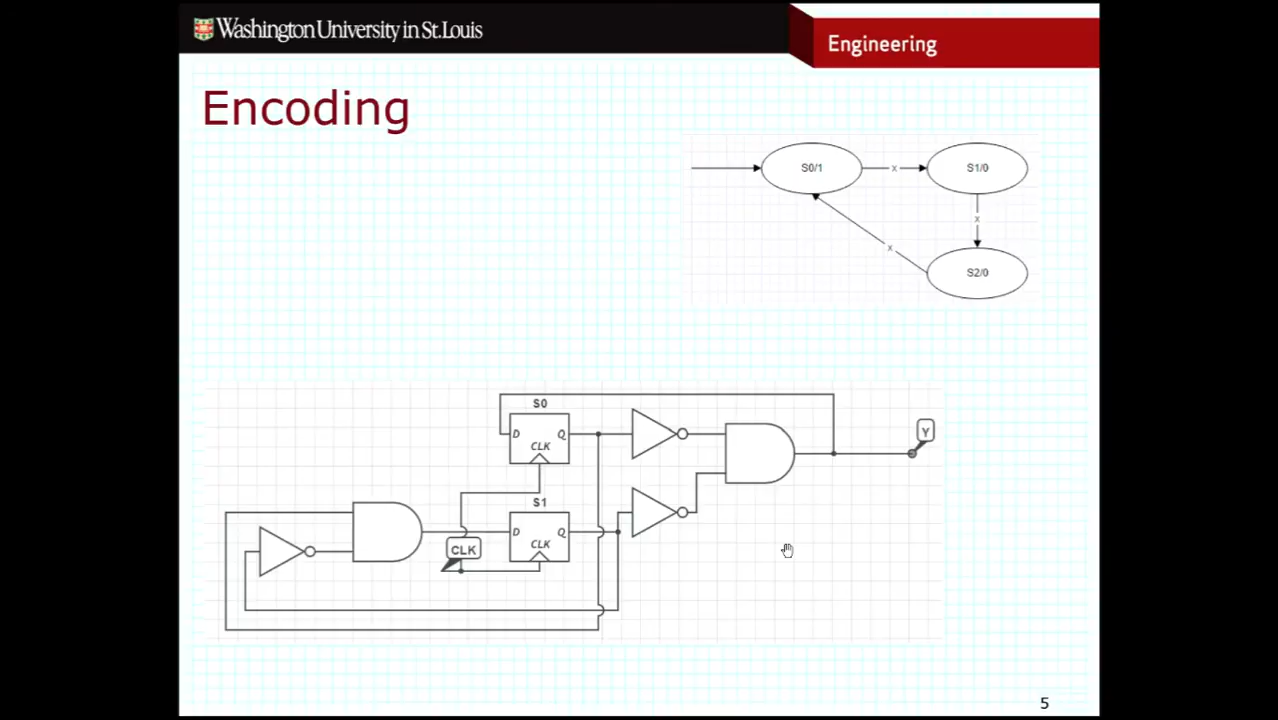 Washington University in St.Louis
Engineering
Encoding
S0/1
x
S1/0
x
x
S2/0
S0
D
Q
CLK
Y
S1
D
Q
CLK
CLK
5